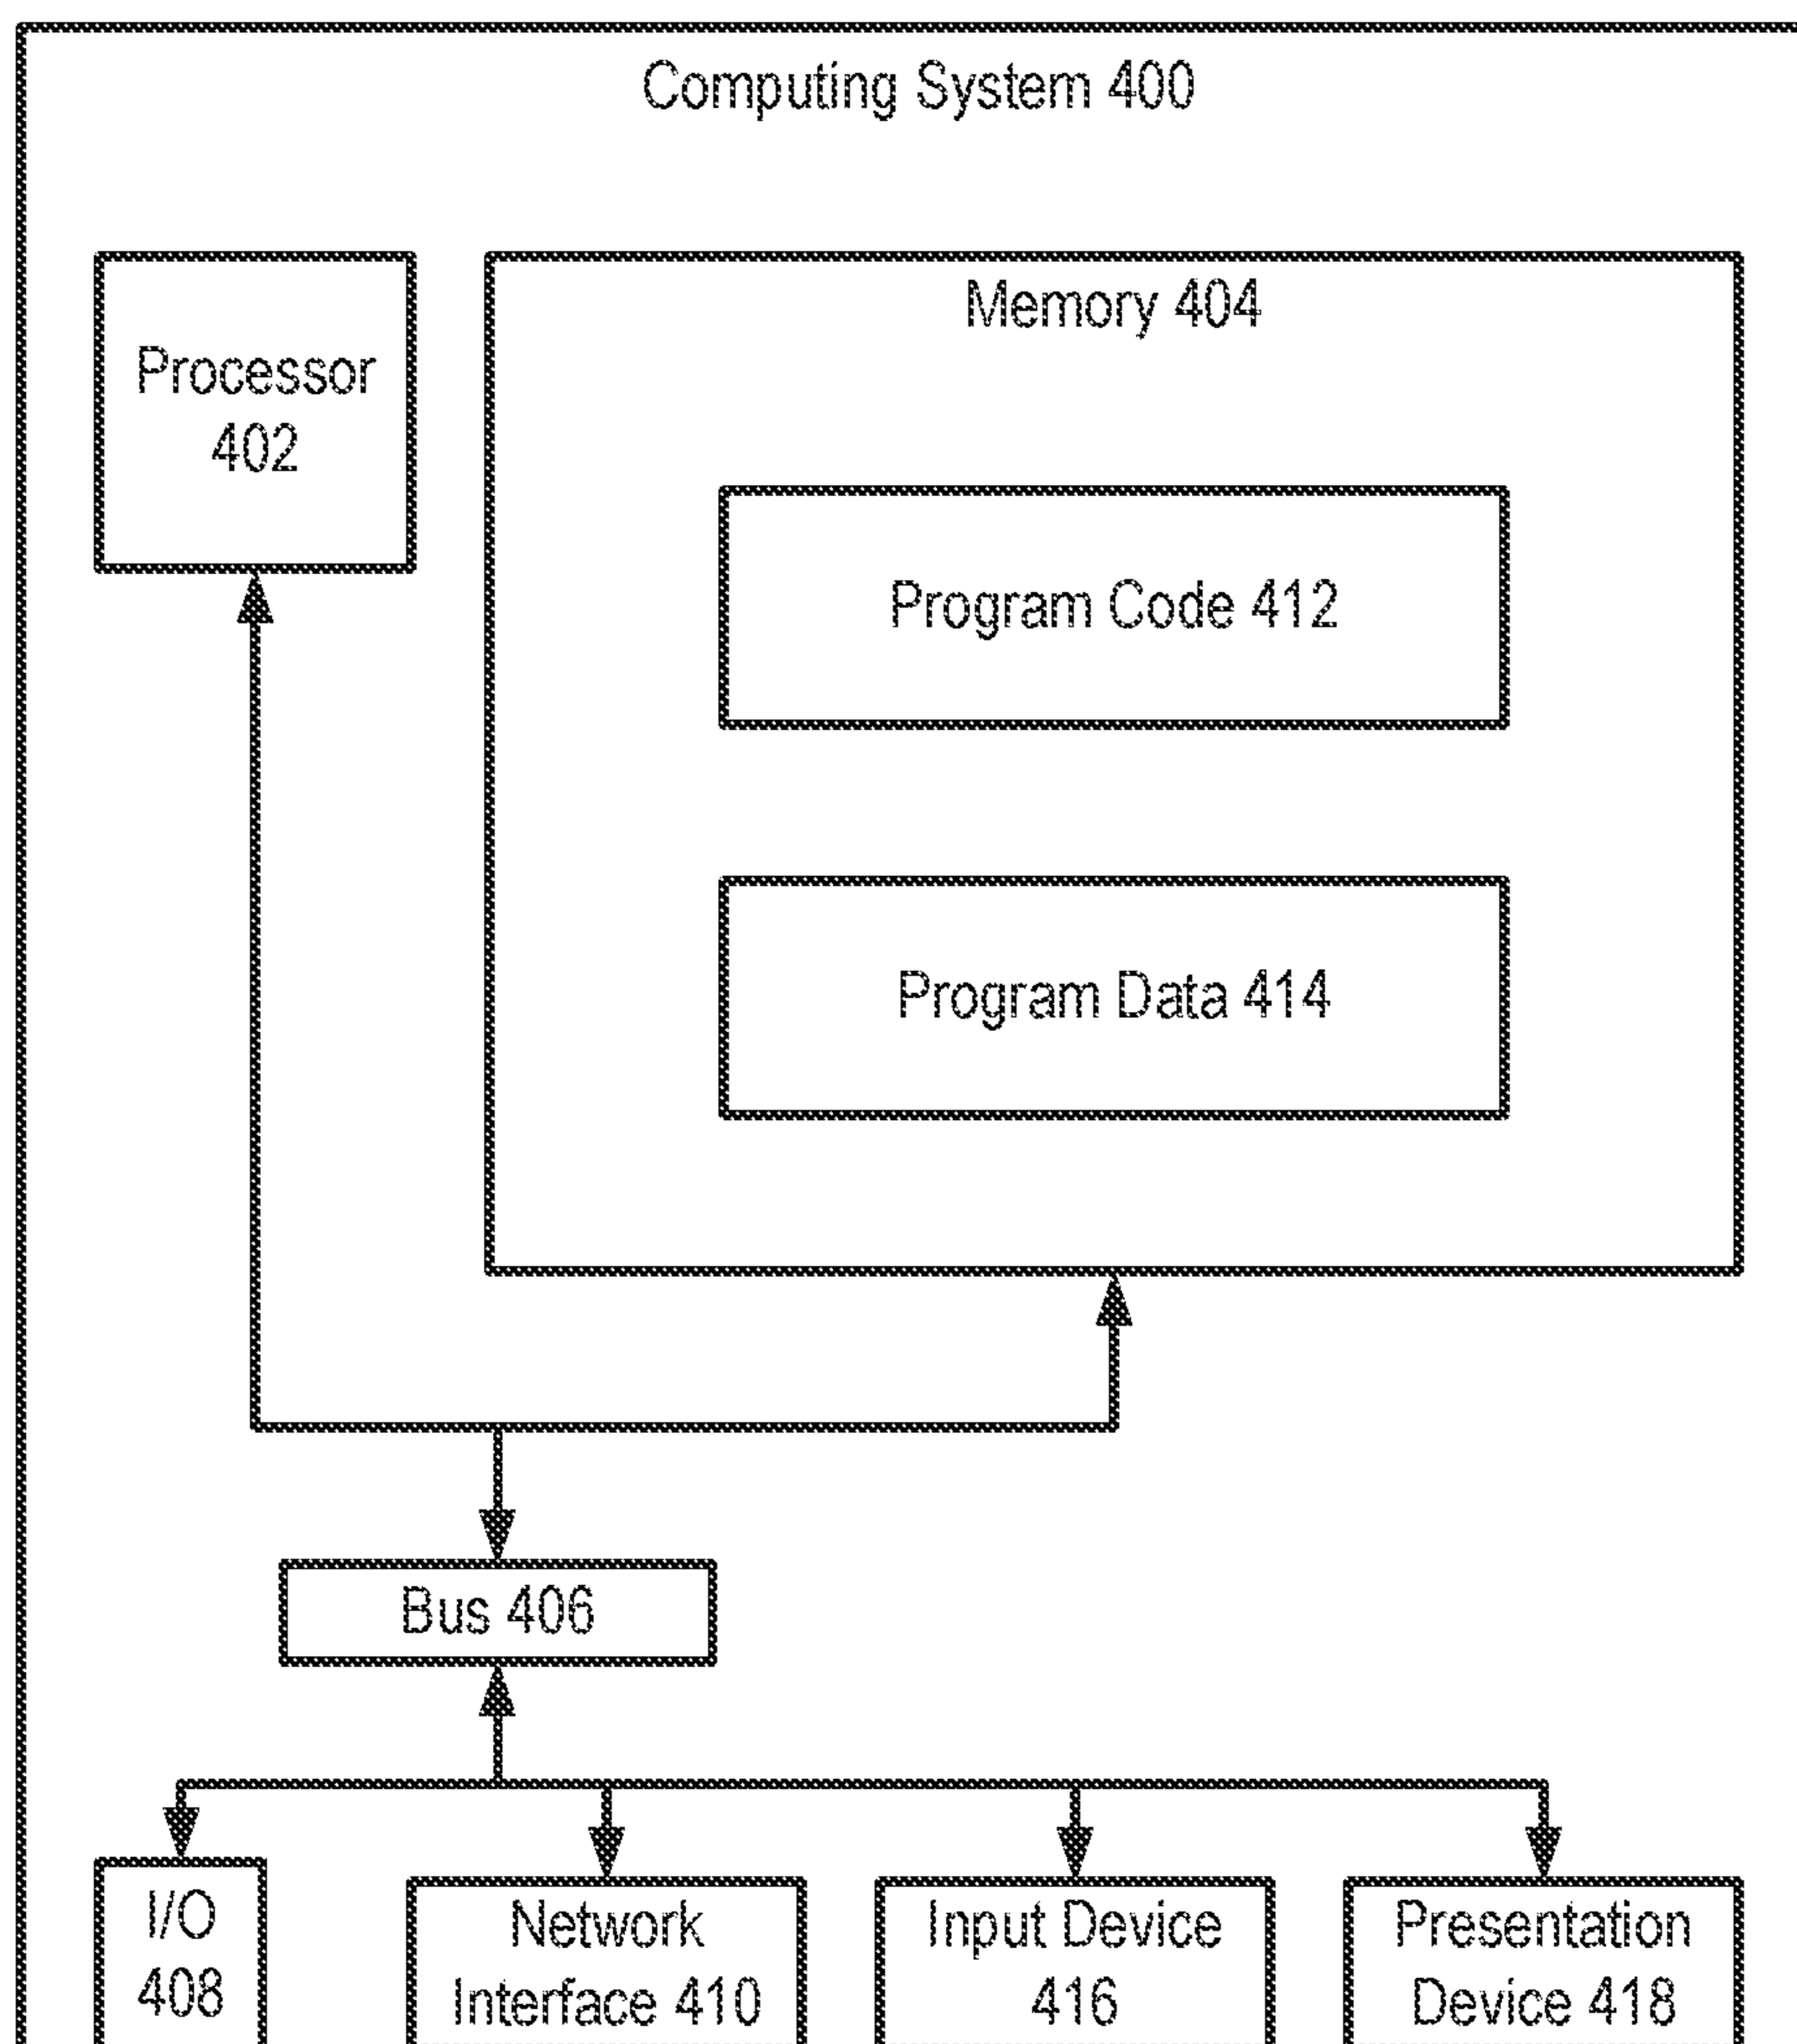 Computing System 400
Processor
402
Memory 404
Program Code 412
Program Data 414
Bus 406
I/O
408
Network
Interface 410
Input Device
416
Presentation
Device 418